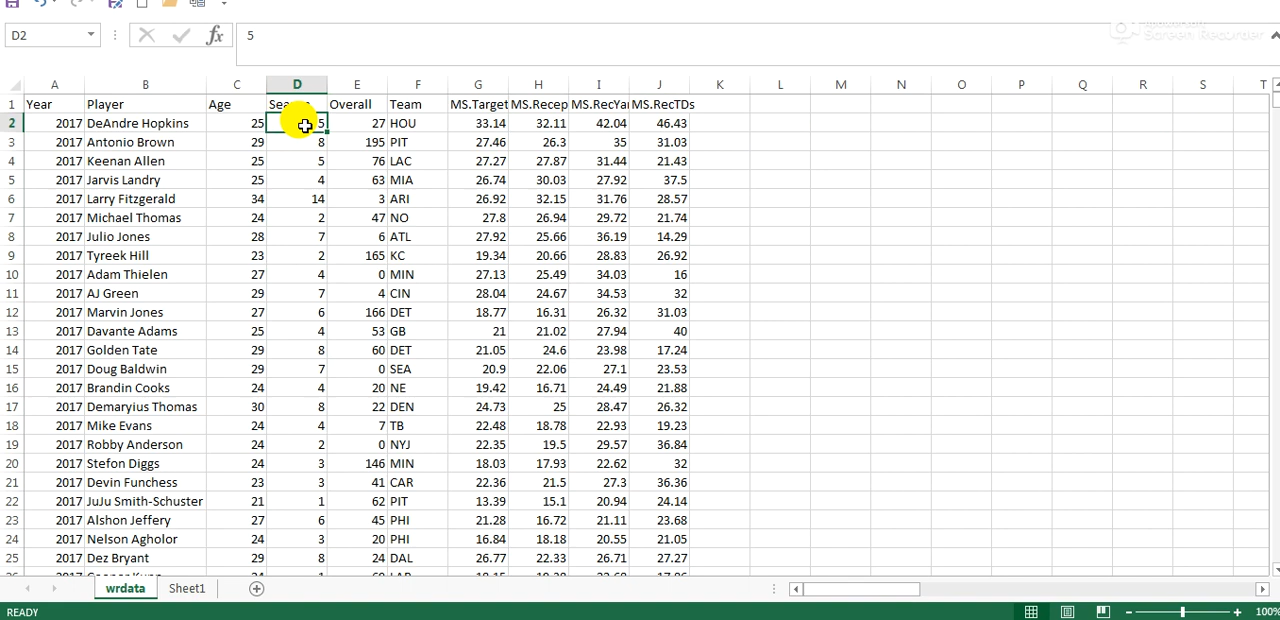 D2 fx 5
Screen Recorder
A B C D E F G H I J K L M N O P Q R S T
1 Year Player Age Overall Team MS.Target MS.Recep MS.RecYar MS.RecTDs
2 2017 DeAndre Hopkins 25 5 27 HOU 33.14 32.11 42.04 46.43
3 2017 Antonio Brown 29 8 195 PIT 27.46 26.3 35 31.03
4 2017 Keenan Allen 25 5 76 LAC 27.27 27.87 31.44 21.43
5 2017 Jarvis Landry 25 4 63 MIA 26.74 30.03 27.92 37.5
6 2017 Larry Fitzgerald 34 14 3 ARI 26.92 32.15 31.76 28.57
7 2017 Michael Thomas 24 2 47 NO 27.8 26.94 29.72 21.74
8 2017 Julio Jones 28 7 6 ATL 27.92 25.66 36.19 14.29
9 2017 Tyreek Hill 23 2 165 KC 19.34 20.66 28.83 26.92
10 2017 Adam Thielen 27 4 0 MIN 27.13 25.49 34.03 16
11 2017 AJ Green 29 7 4 CIN 28.04 24.67 34.53 32
12 2017 Marvin Jones 27 6 166 DET 18.77 16.31 26.32 31.03
13 2017 Davante Adams 25 4 53 GB 21 21.02 27.94 40
14 2017 Golden Tate 29 8 60 DET 21.05 24.6 23.98 17.24
15 2017 Doug Baldwin 29 7 0 SEA 20.9 22.06 27.1 23.53
16 2017 Brandin Cooks 24 4 20 NE 19.42 16.71 24.49 21.88
17 2017 Demaryius Thomas 30 8 22 DEN 24.73 25 28.47 26.32
18 2017 Mike Evans 24 4 7 TB 22.48 18.78 22.93 19.23
19 2017 Robby Anderson 24 2 0 NYJ 22.35 19.5 29.57 36.84
20 2017 Stefon Diggs 24 3 146 MIN 18.03 17.93 22.62 32
21 2017 Devin Funchess 23 3 41 CAR 22.36 21.5 27.3 36.36
22 2017 JuJu Smith-Schuster 21 1 62 PIT 13.39 15.1 20.94 24.14
23 2017 Alshon Jeffery 27 6 45 PHI 21.28 16.72 21.11 23.68
24 2017 Nelson Agholor 24 3 20 PHI 16.84 18.18 20.55 21.05
25 2017 Dez Bryant 29 8 24 DAL 26.77 22.33 26.71 27.27
wrdata Sheet1
READY 100%